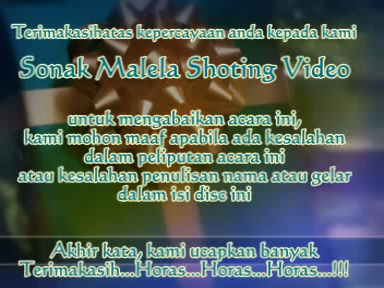 Terimakasihatas kepercayaan anda kepada kami
Sonak Malela Shoting Video
untuk mengabaikan acara ini,
kami mohon maaf apabila ada kesalahan
dalam peliputan acara ini
atau kesalahan penulisan nama atau gelar
dalam isi disc ini
Akhir kata, kami ucapkan banyak
Terimakasih...Horas...Horas...Horas...!!!